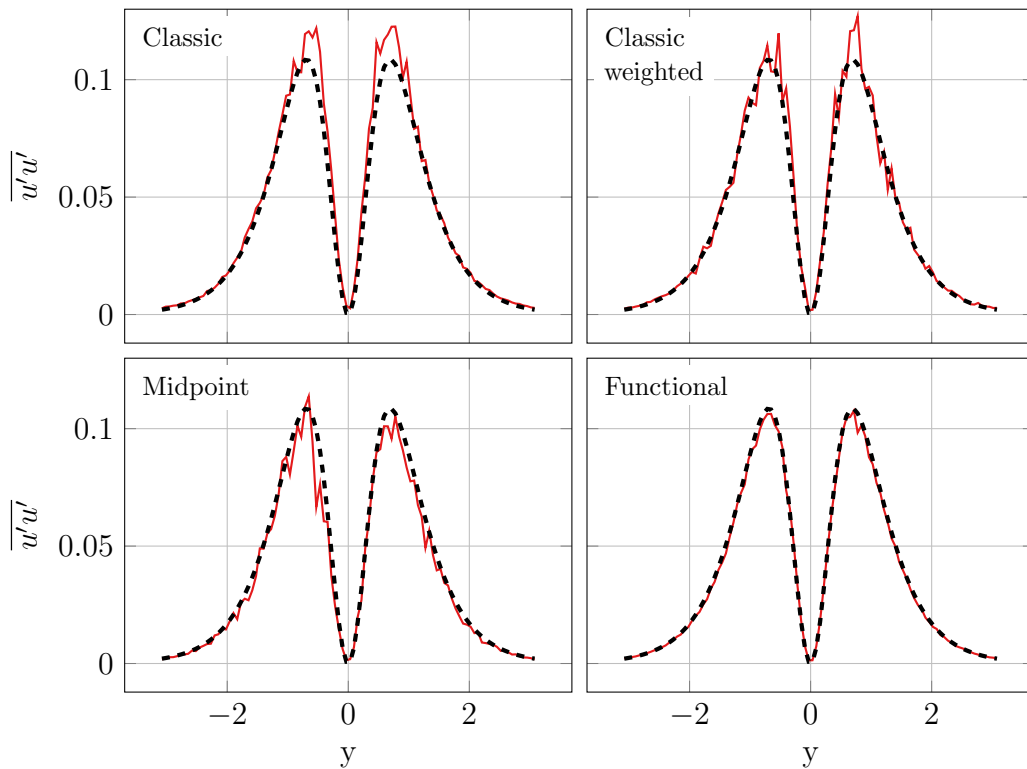 Classic
Classic
weighted
0.1
0.05
0
u′u′
Midpoint
Functional
0.1
0.05
0
u′u′
−2 0 2
−2 0 2
y
y